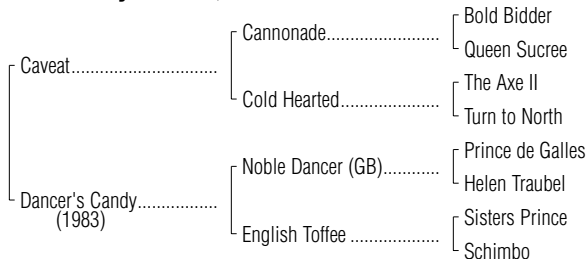 Bold Bidder
Cannonade......................
Queen Sucree
Caveat.............................
The Axe II
Cold Hearted....................
Turn to North
Prince de Galles
Noble Dancer (GB)...........
Helen Traubel
Dancer's Candy................
(1983)
Sisters Prince
English Toffee ..................
Schimbo